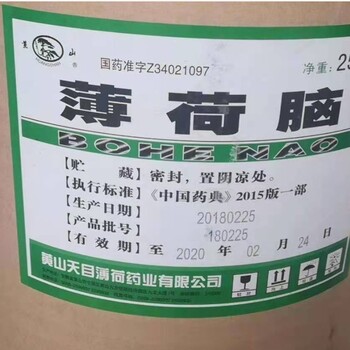 黄山
国药准字Z34021097
净重：25
薄荷脑
BOHE NAO
【贮 藏】密封，置阴凉处。
【执行标准】《中国药典》2015版一部
【生产日期】 20180225
【产品批号】 180225
【有 效 期】至 2020 年 02 月 24 日
黄山天目薄荷药业有限公司